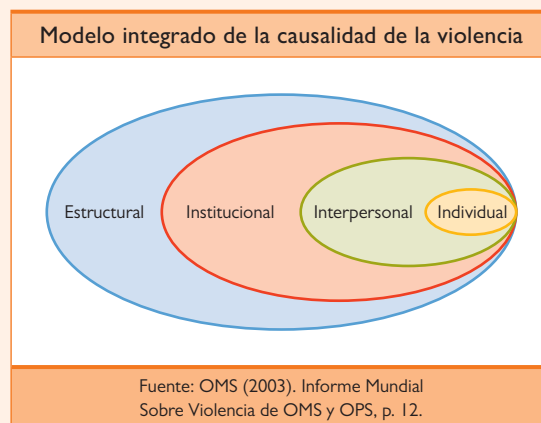 Modelo integrado de la causalidad de la violencia
Estructural Institucional Interpersonal Individual
Fuente: OMS (2003). Informe Mundial
Sobre Violencia de OMS y OPS, p. 12.